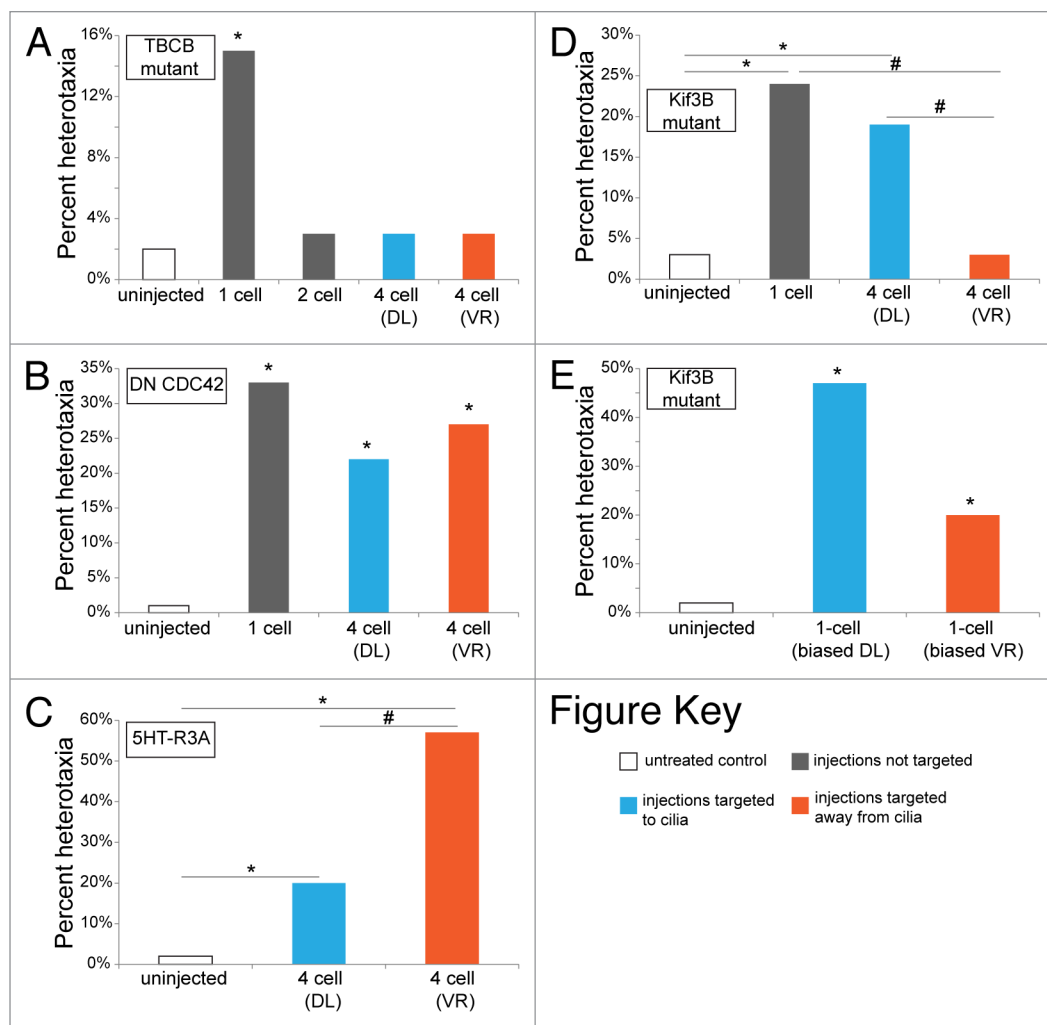 A
TBCB
mutant
Percent heterotaxia
16%
12%
8%
4%
0%
*
uninjected
1 cell
2 cell
4 cell
(DL)
4 cell
(VR)
D
Kif3B
mutant
Percent heterotaxia
30%
25%
20%
15%
10%
5%
0%
*
*
#
#
uninjected
1 cell
4 cell
(DL)
4 cell
(VR)
B
DN CDC42
Percent heterotaxia
35%
30%
25%
20%
15%
10%
5%
0%
*
*
*
uninjected
1 cell
4 cell
(DL)
4 cell
(VR)
E
Kif3B
mutant
Percent heterotaxia
50%
40%
30%
20%
10%
0%
*
*
uninjected
1-cell
(biased DL)
1-cell
(biased VR)
C
5HT-R3A
Percent heterotaxia
60%
50%
40%
30%
20%
10%
0%
*
#
*
uninjected
4 cell
(DL)
4 cell
(VR)
Figure Key
untreated control
injections not targeted
injections targeted
to cilia
injections targeted
away from cilia